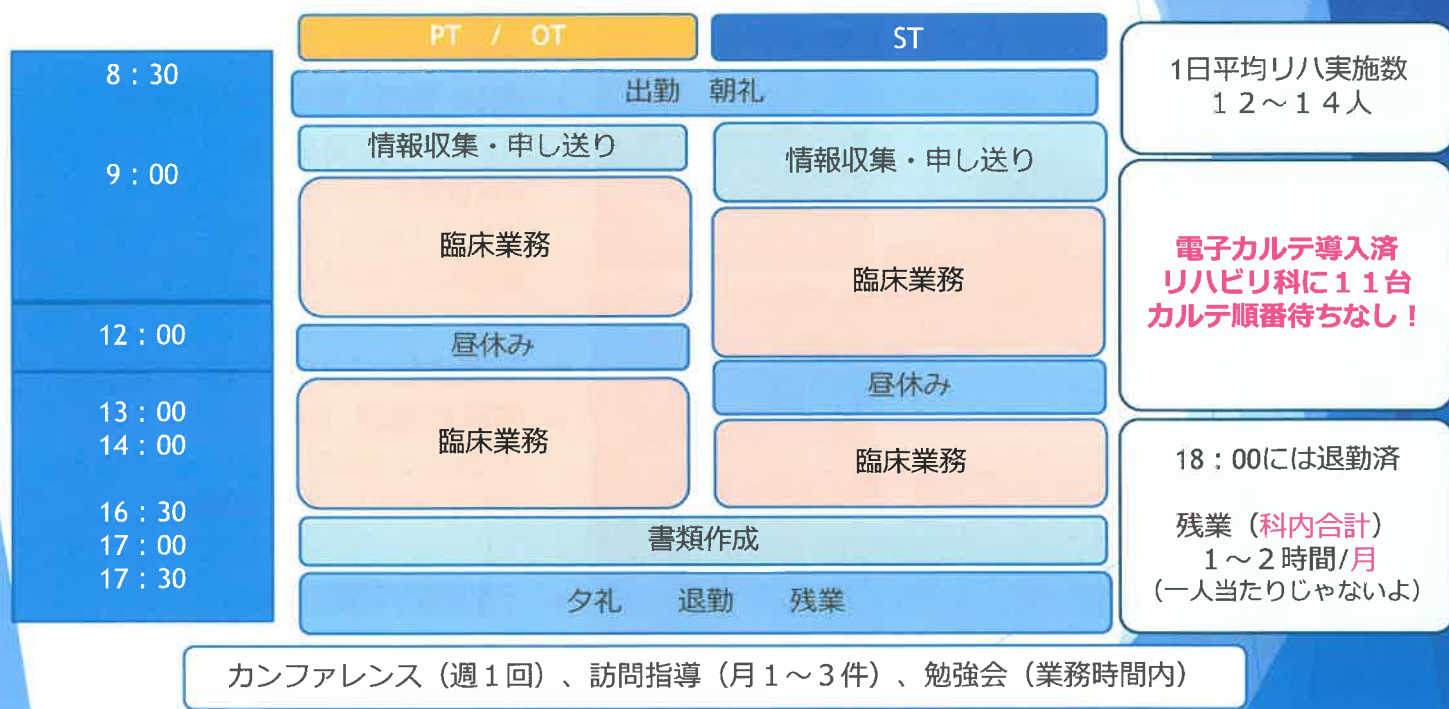 PT / OT
ST
8：30
9：00
12：00
13：00
14：00
16：30
17：00
17：30
出勤 朝礼
情報収集・申し送り
情報収集・申し送り
臨床業務
臨床業務
昼休み
昼休み
臨床業務
臨床業務
書類作成
夕礼 退勤 残業
1日平均リハ実施数
１２～１４人
電子カルテ導入済
リハビリ科に１１台
カルテ順番待ちなし！
18：00には退勤済
残業（科内合計）
１～２時間/月
（一人当たりじゃないよ）
カンファレンス（週１回）、訪問指導（月１～３件）、勉強会（業務時間内）